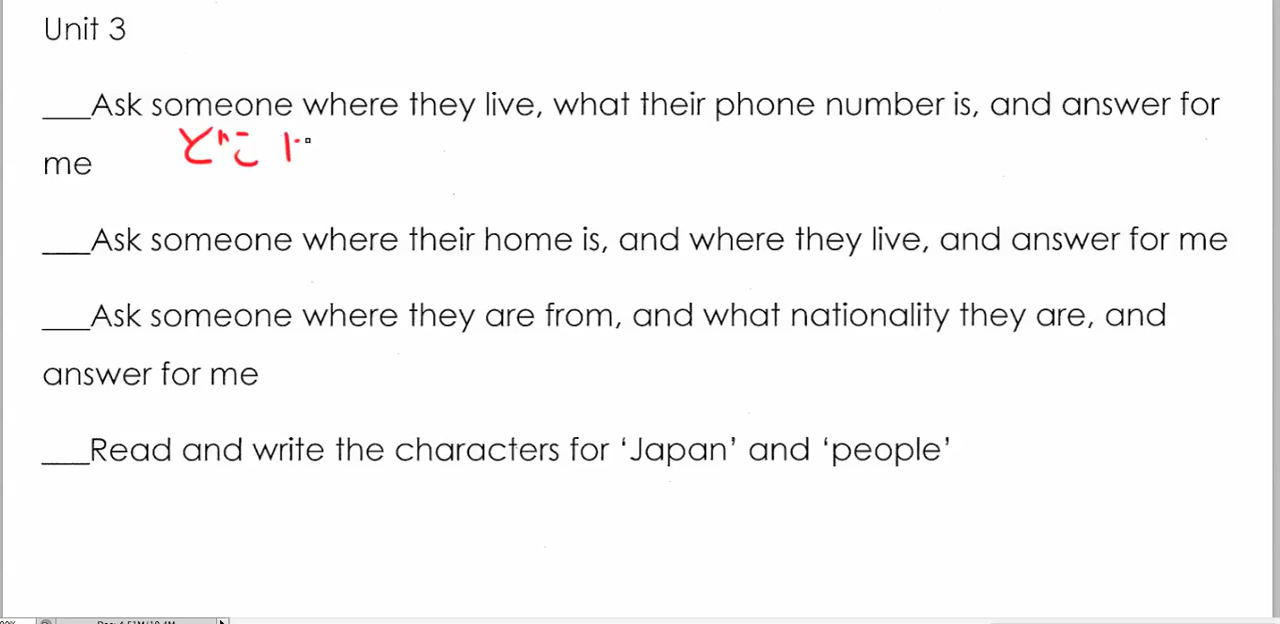 Unit 3
___Ask someone where they live, what their phone number is, and answer for
どこ
me
___Ask someone where their home is, and where they live, and answer for me
___Ask someone where they are from, and what nationality they are, and
answer for me
___Read and write the characters for ‘Japan’ and ‘people’